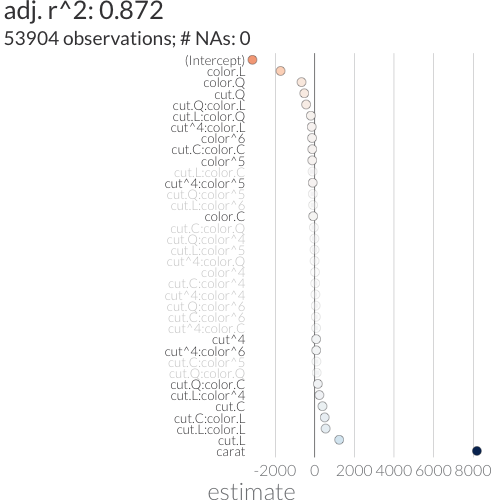 adj. r^2: 0.872
53904 observations; # NAs: 0
(Intercept)
color.L
color.Q
cut.Q
cut.Q:color.L
cut.L:color.Q
cut^4:color.L
color^6
cut.C:color.C
color^5
cut.L:color.C
cut^4:color^5
cut.Q:color^5
cut.L:color^6
color.C
cut.C:color.Q
cut.Q:color^4
cut.L:color^5
cut^4:color.Q
color^4
cut.C:color^4
cut^4:color^4
cut.Q:color^6
cut.C:color^6
cut^4:color.C
cut^4
cut^4:color^6
cut.C:color^5
cut.Q:color.Q
cut.Q:color.C
cut.L:color^4
cut.C
cut.C:color.L
cut.L:color.L
cut.L
carat
-2000 0 2000 4000 6000 8000
estimate